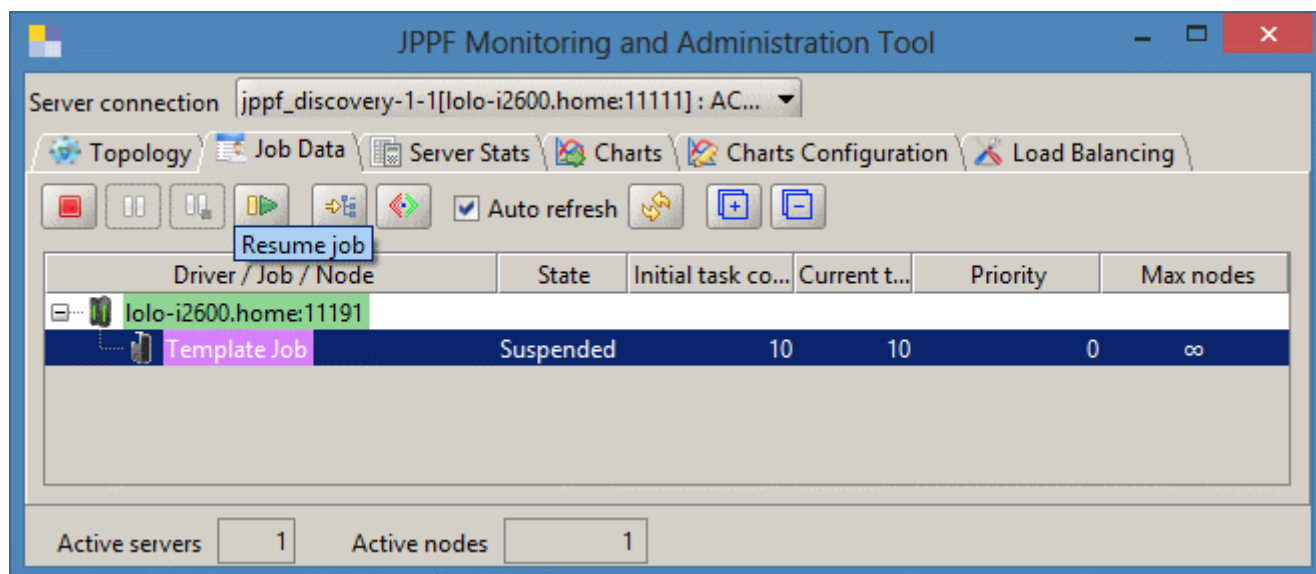 JPPF Monitoring and Administration Tool
Server connection jppf_discovery-1-1[lolo-i2600.home:11111] : AC...
Topology Job Data Server Stats Charts Charts Configuration Load Balancing
Auto refresh
Resume job
Driver / Job / Node State Initial task co... Current t... Priority Max nodes
lolo-i2600.home:11191
Template Job Suspended 10 10 0 ∞
Active servers 1 Active nodes 1